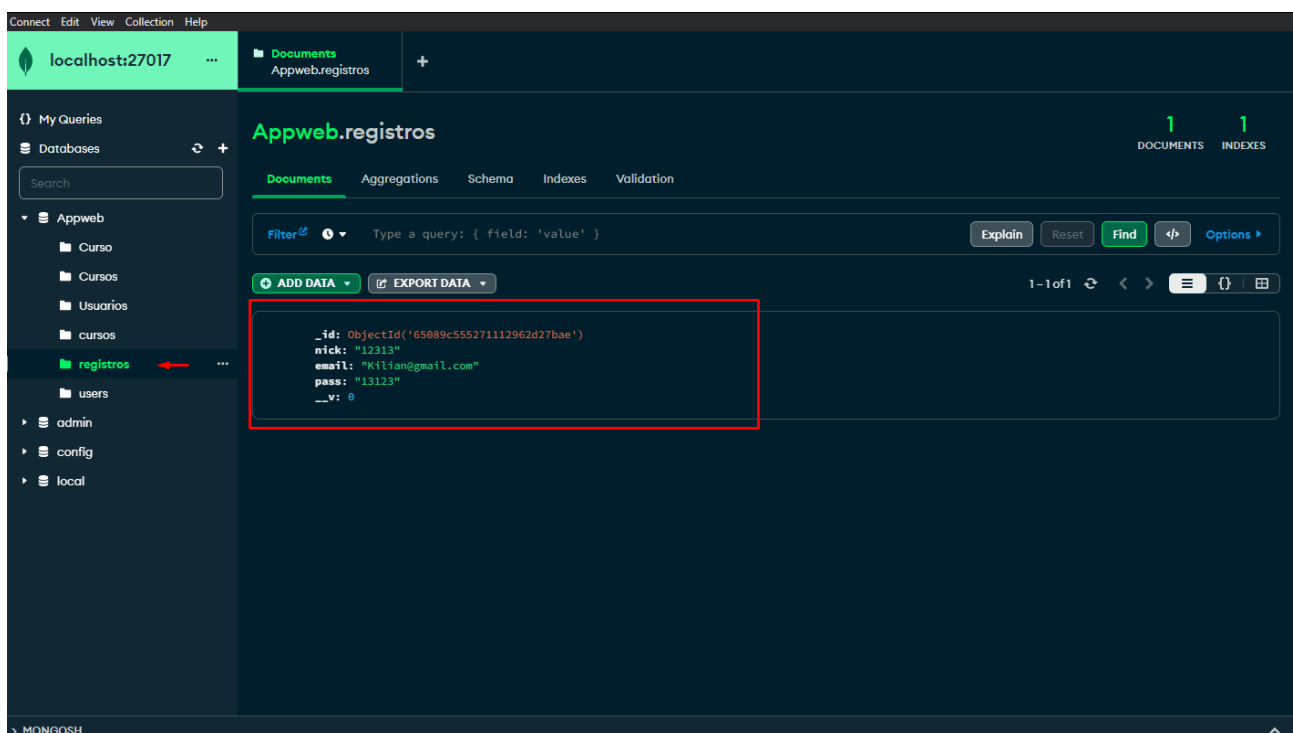 Connect Edit View Collection Help
localhost:27017 ...
Documents
Appweb.registros
+
{} My Queries
Databases
+
Search
Appweb
Curso
Cursos
Usuarios
cursos
registros ...
users
admin
config
local
Appweb.registros
1 1
DOCUMENTS INDEXES
Documents Aggregations Schema Indexes Validation
Filter Type a query: { field: 'value' } Explain Reset Find </> Options
ADD DATA EXPORT DATA 1-1 of 1 {}
_id: ObjectId('65089c555271112962d27bae')
nick: "12313"
email: "Kilian@gmail.com"
pass: "13123"
__v: 0
> MONGOSH